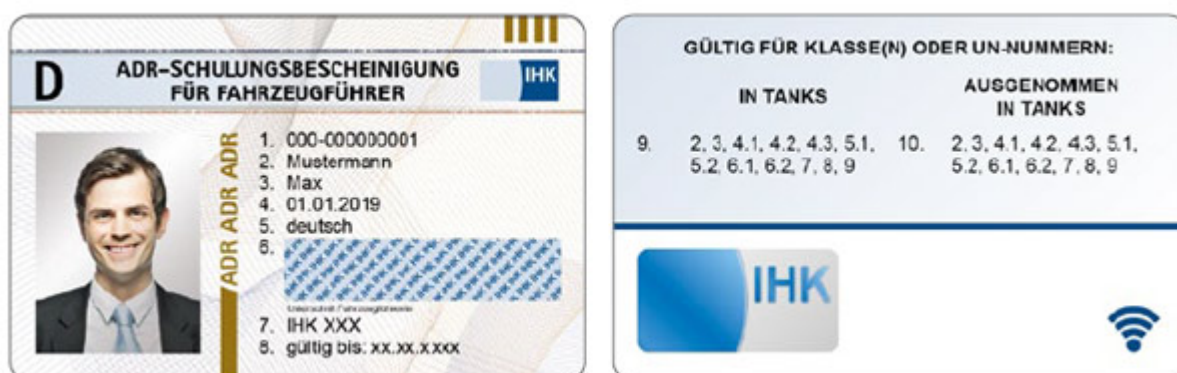 D
ADR-SCHULUNGSBESCHEINIGUNG
FÜR FAHRZEUGFÜHRER
IHK
ADR ADR ADR
1. 000-000000001
2. Mustermann
3. Max
4. 01.01.2019
5. deutsch
6.
7. IHK XXX
8. gültig bis: xx.xx.xxxx
GÜLTIG FÜR KLASSE(N) ODER UN-NUMMERN:
IN TANKS
9. 2, 3, 4.1, 4.2, 4.3, 5.1,
5.2, 6.1, 6.2, 7, 8, 9
AUSGENOMMEN
IN TANKS
10. 2, 3, 4.1, 4.2, 4.3, 5.1,
5.2, 6.1, 6.2, 7, 8, 9
IHK